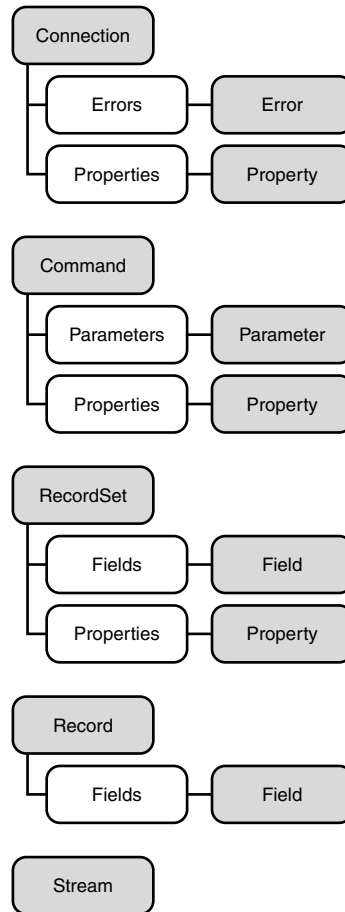 Connection
Errors Error
Properties Property
Command
Parameters Parameter
Properties Property
RecordSet
Fields Field
Properties Property
Record
Fields Field
Stream